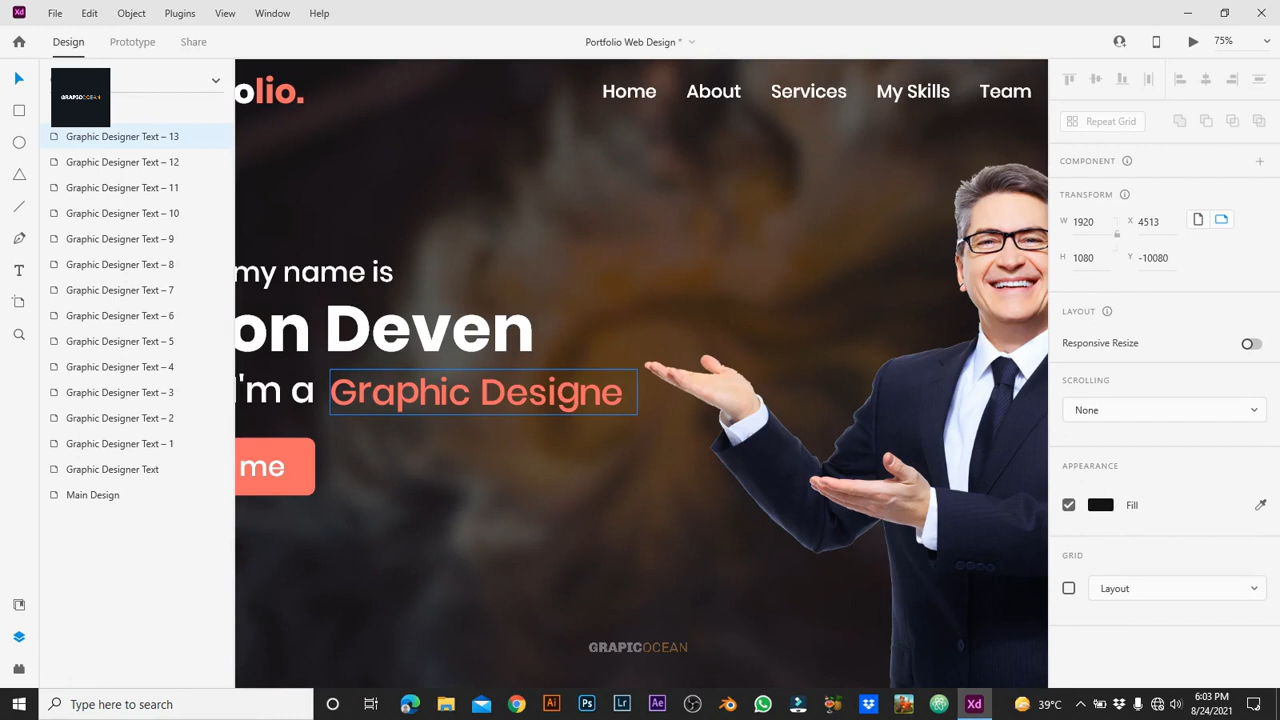 Xd File Edit Object Plugins View Window Help
Design Prototype Share
Portfolio Web Design *
75%
GRAPICOCEAN
Graphic Designer Text – 13
Graphic Designer Text – 12
Graphic Designer Text – 11
Graphic Designer Text – 10
Graphic Designer Text – 9
Graphic Designer Text – 8
Graphic Designer Text – 7
Graphic Designer Text – 6
Graphic Designer Text – 5
Graphic Designer Text – 4
Graphic Designer Text – 3
Graphic Designer Text – 2
Graphic Designer Text – 1
Graphic Designer Text
Main Design
olio.
Home About Services My Skills Team
my name is
on Deven
I'm a Graphic Designe
me
GRAPICOCEAN
Repeat Grid
COMPONENT
TRANSFORM
W 1920 X 4513
H 1080 Y -10080
LAYOUT
Responsive Resize
SCROLLING
None
APPEARANCE
Fill
GRID
Layout
Type here to search
Ai Ps Lr Ae Xd
39°C
6:03 PM
8/24/2021